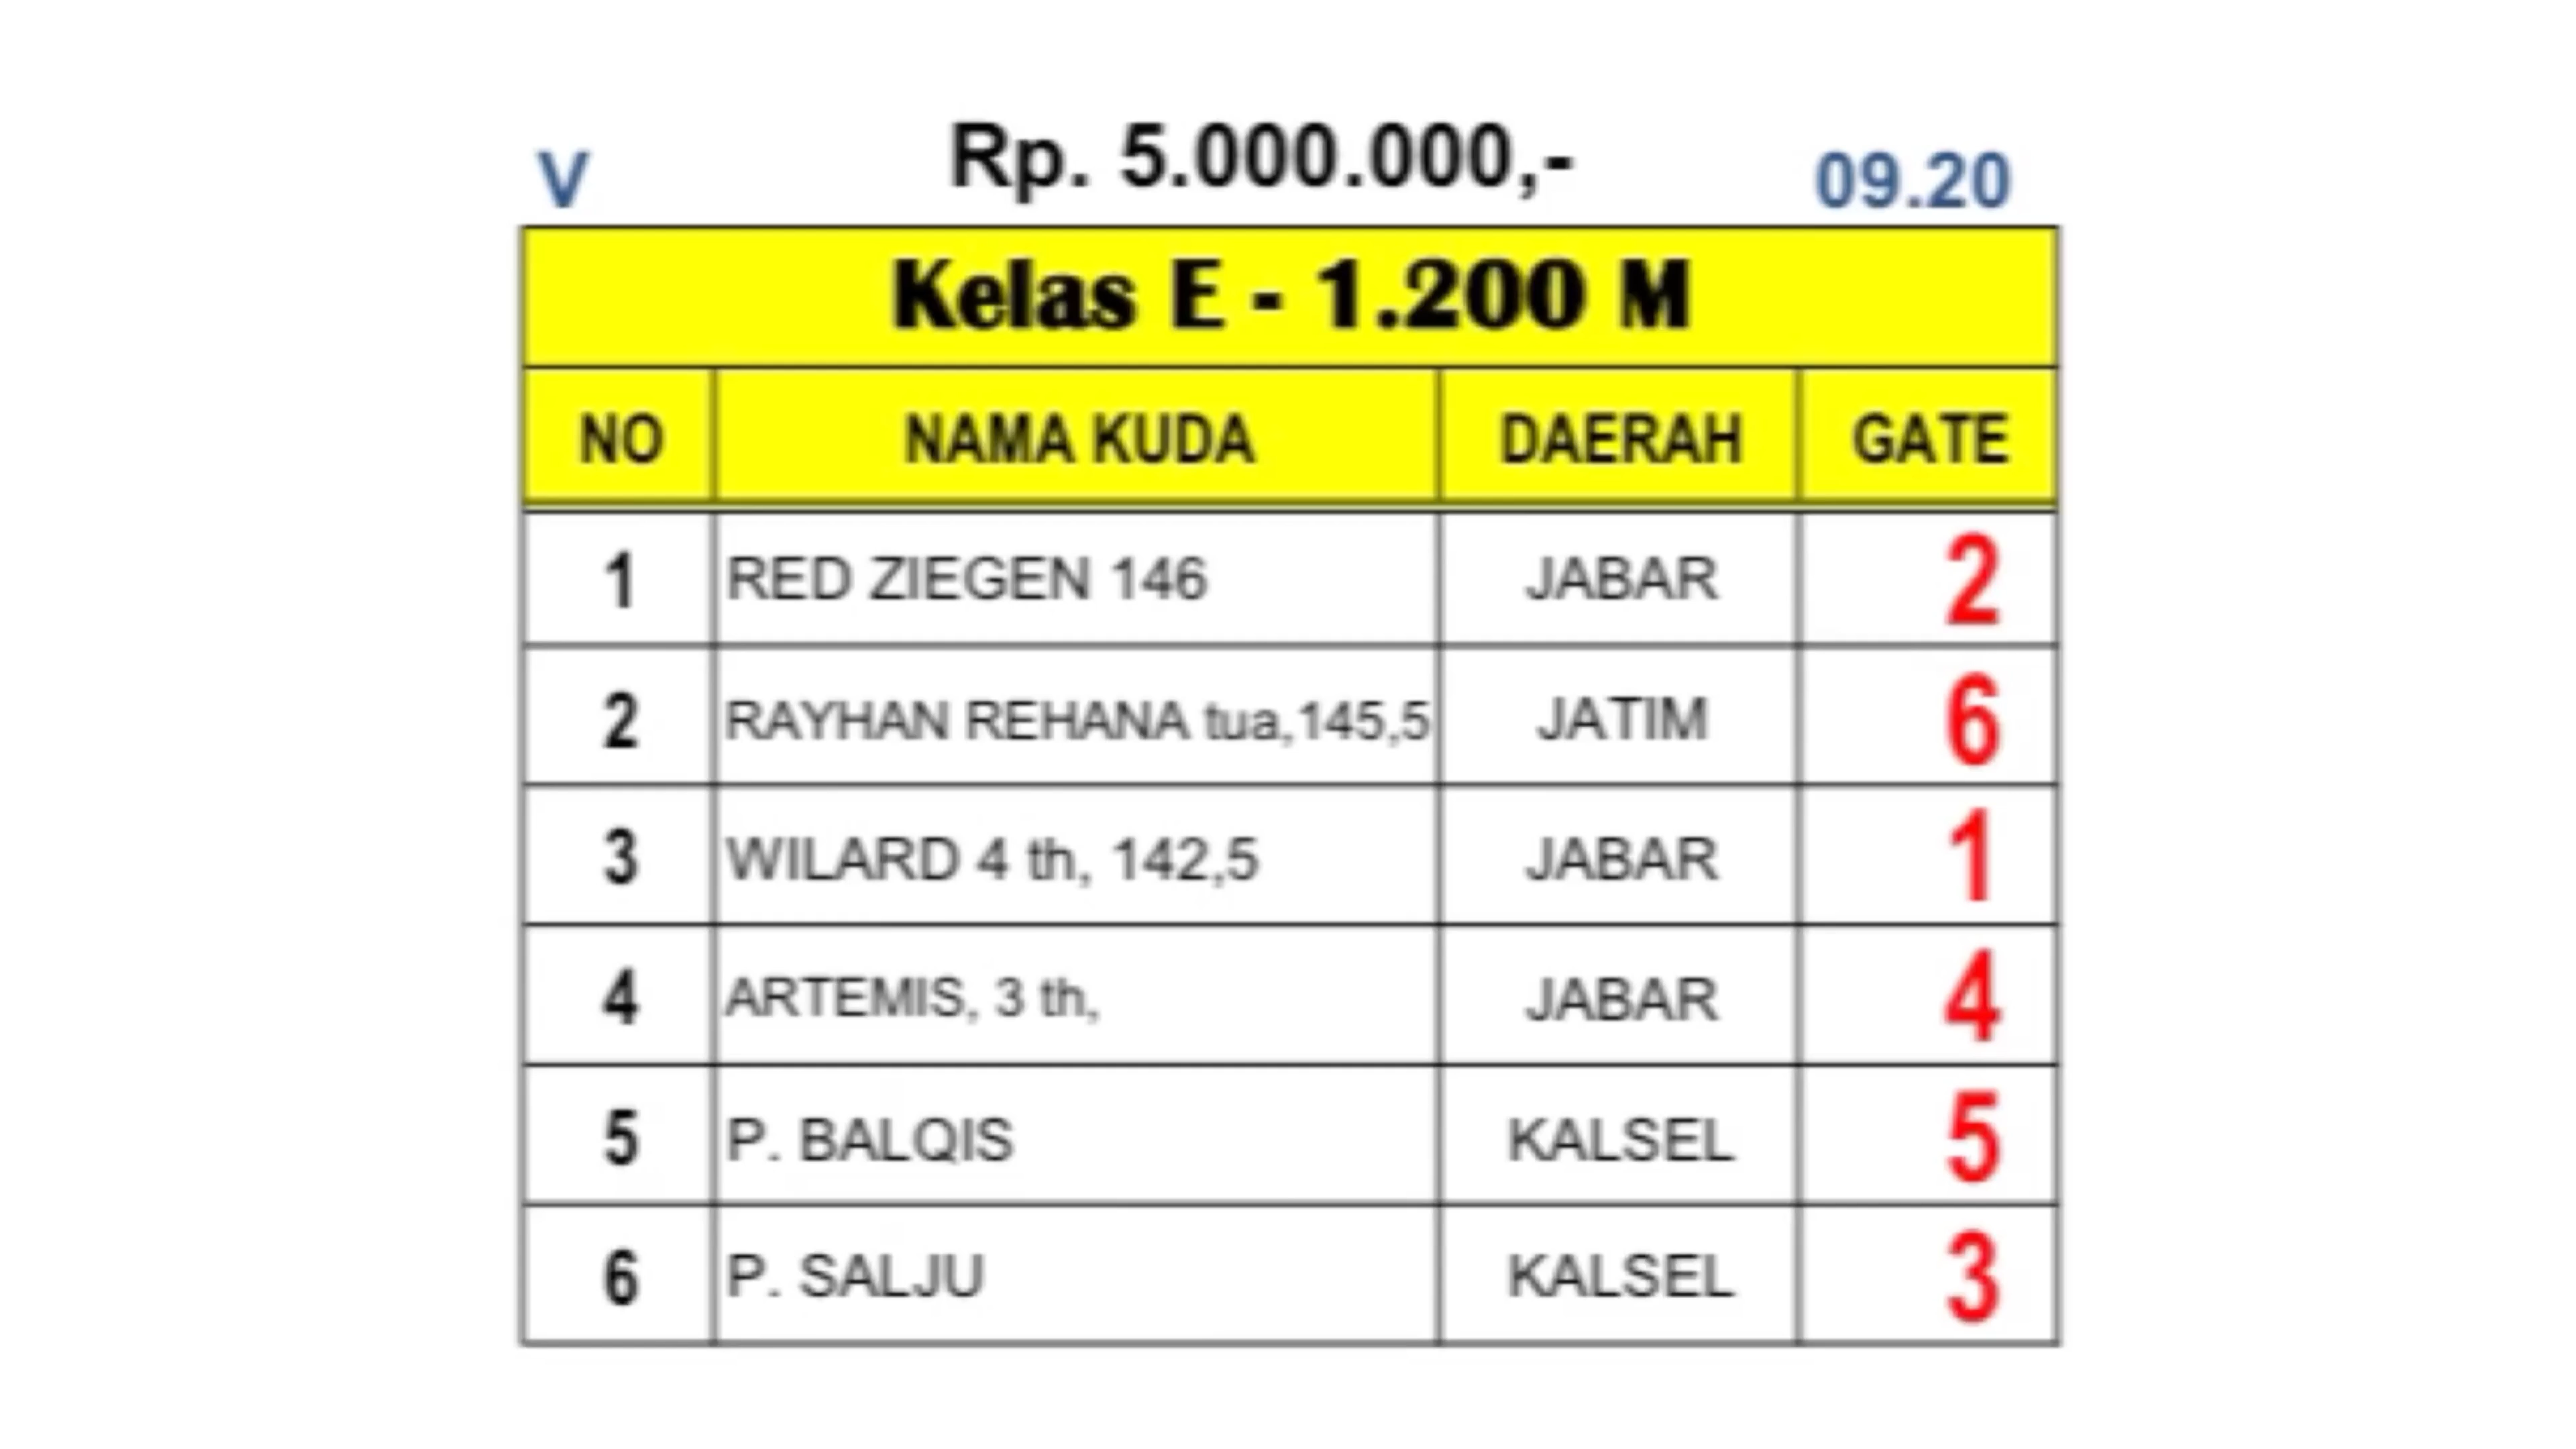 V Rp. 5.000.000,- 09.20
Kelas E - 1.200 M
NO NAMA KUDA DAERAH GATE
1 RED ZIEGEN 146 JABAR 2
2 RAYHAN REHANA tua,145,5 JATIM 6
3 WILARD 4 th, 142,5 JABAR 1
4 ARTEMIS, 3 th, JABAR 4
5 P. BALQIS KALSEL 5
6 P. SALJU KALSEL 3